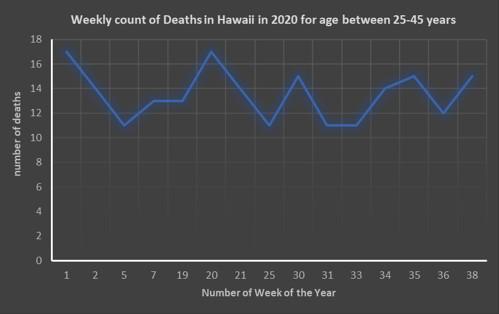 Weekly count of Deaths in Hawaii in 2020 for age between 25-45 years
18
16
14
12
10
8
6
4
2
0
number of deaths
1 2 5 7 19 20 21 25 30 31 33 34 35 36 38
Number of Week of the Year